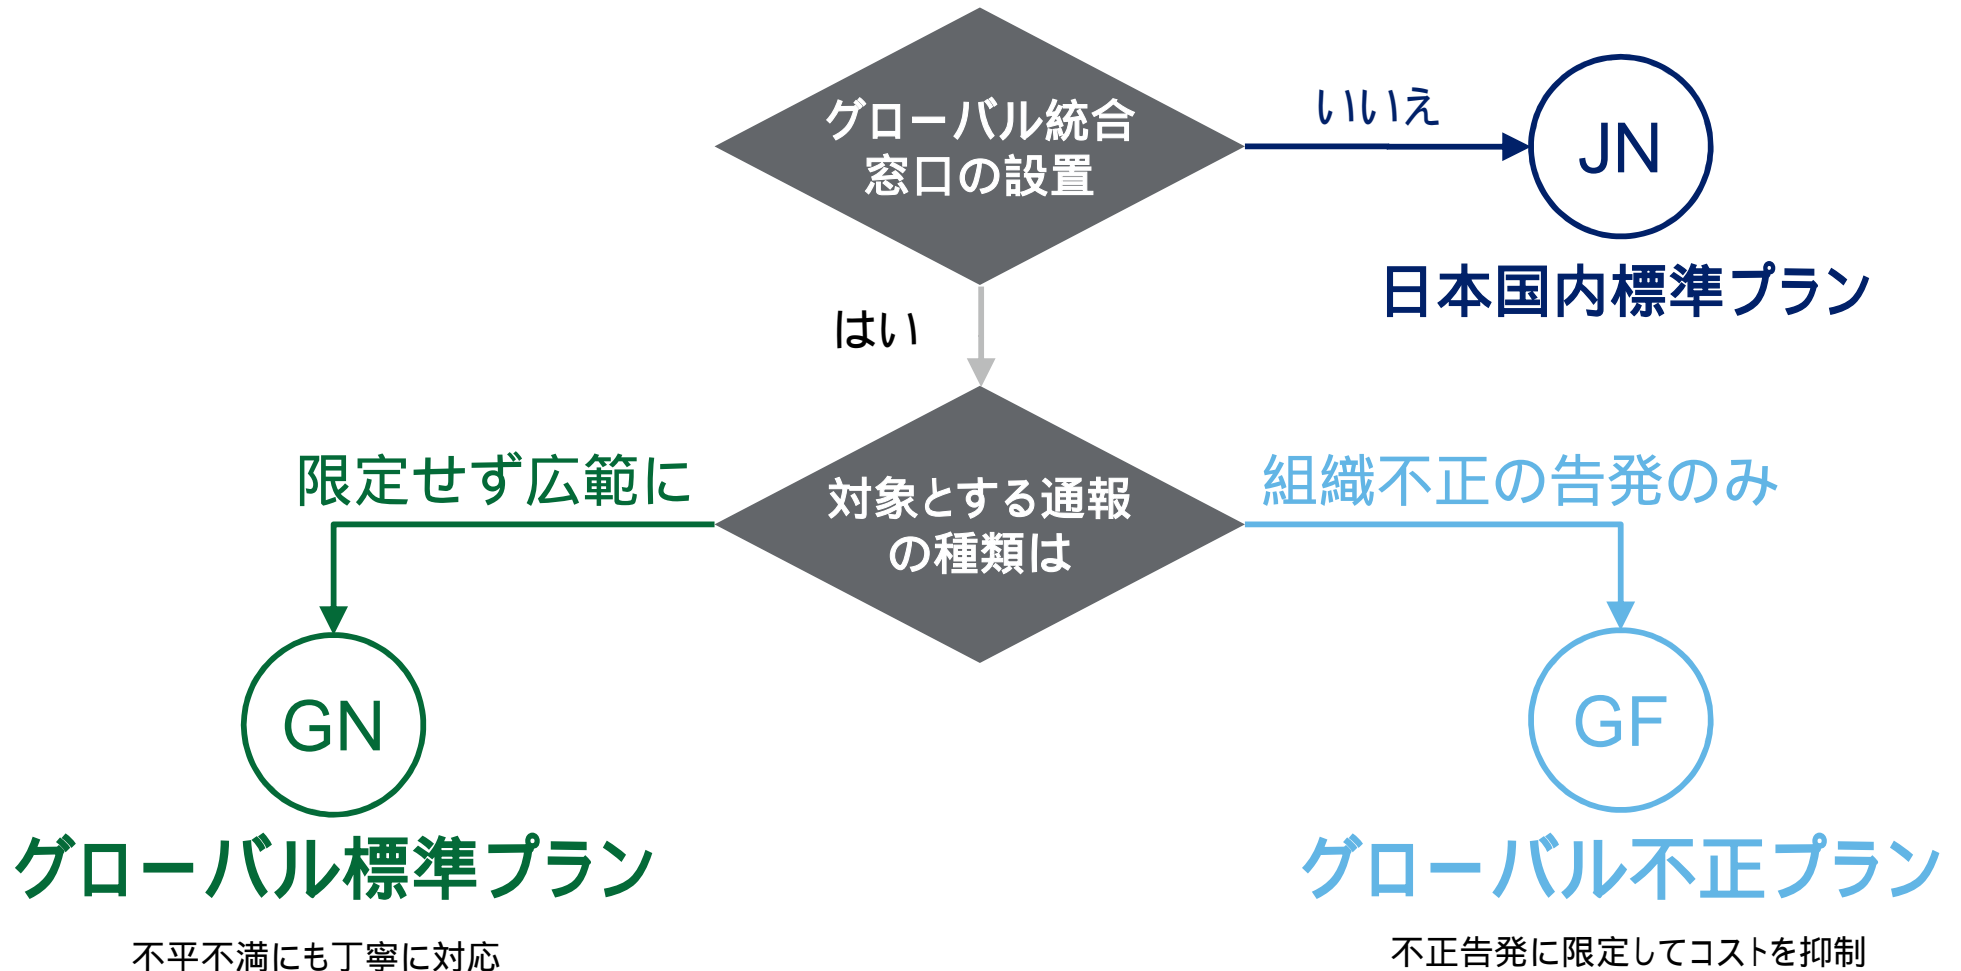 グローバル統合
窓口の設置
いいえ
JN
日本国内標準プラン
はい
限定せず広範に
対象とする通報
の種類は
組織不正の告発のみ
GN
GF
グローバル標準プラン
グローバル不正プラン
不平不満にも丁寧に対応
不正告発に限定してコストを抑制